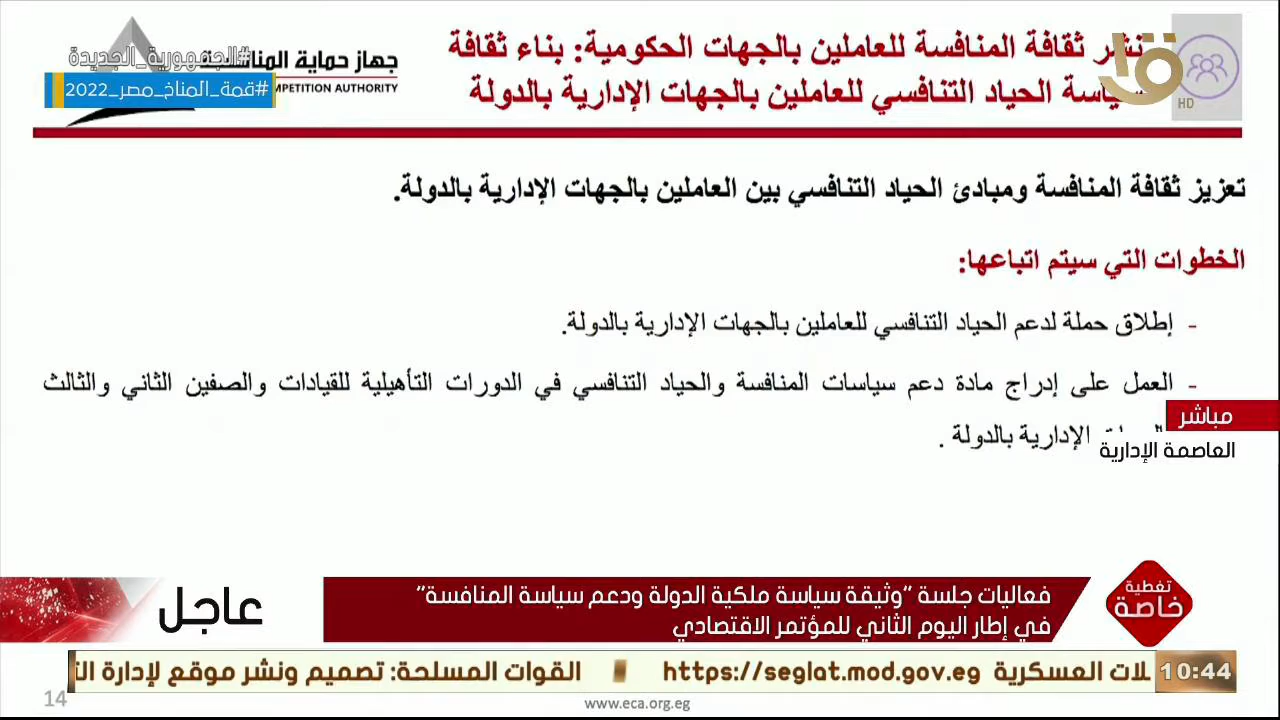 نشر ثقافة المنافسة للعاملين بالجهات الحكومية: بناء ثقافة
سياسة الحياد التنافسي للعاملين بالجهات الإدارية بالدولة
HD
جهاز حماية
#الجمهورية_الجديدة
COMPETITION AUTHORITY
#قمة_المناخ_مصر_2022
تعزيز ثقافة المنافسة ومبادئ الحياد التنافسي بين العاملين بالجهات الإدارية بالدولة.
الخطوات التي سيتم اتباعها:
- إطلاق حملة لدعم الحياد التنافسي للعاملين بالجهات الإدارية بالدولة.
- العمل على إدراج مادة دعم سياسات المنافسة والحياد التنافسي في الدورات التأهيلية للقيادات والصفين الثاني والثالث
الإدارية بالدولة .
مباشر
العاصمة الإدارية
تغطية
خاصة
فعاليات جلسة "وثيقة سياسة ملكية الدولة ودعم سياسة المنافسة"
في إطار اليوم الثاني للمؤتمر الاقتصادي
عاجل
10:44
لات العسكرية https://seglat.mod.gov.eg القوات المسلحة: تصميم ونشر موقع لإدارة
14
www.eca.org.eg